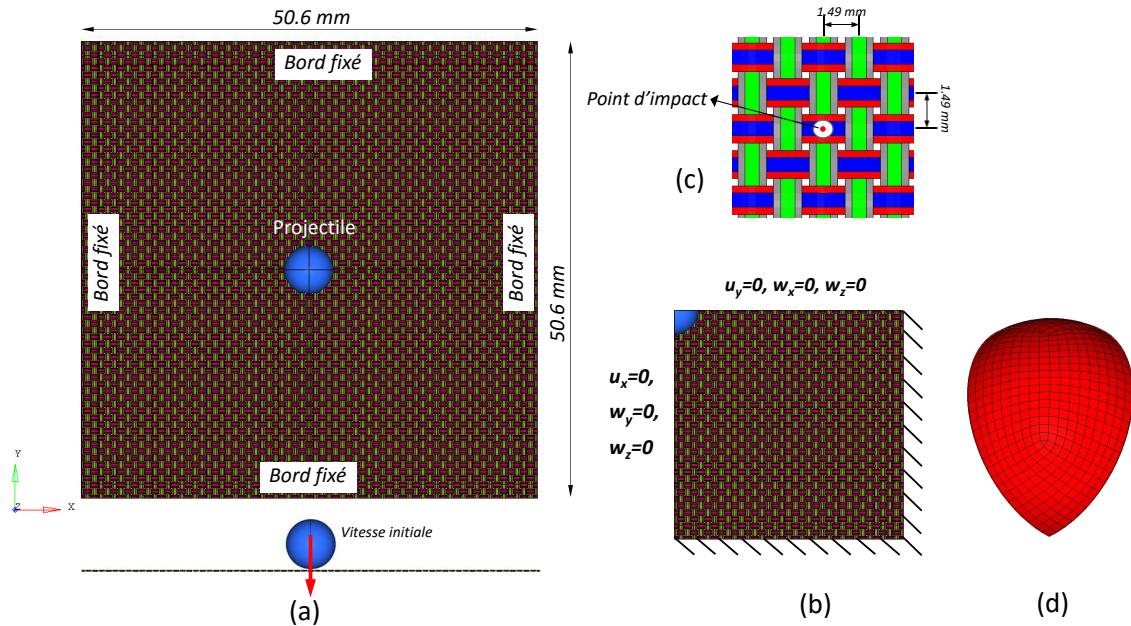 50.6 mm
Bord fixé
Bord fixé
Projectile
Bord fixé
50.6 mm
Bord fixé
Y
Z
X
Vitesse initiale
(a)
1.49 mm
Point d'impact
1.49 mm
(c)
u_y=0, w_x=0, w_z=0
u_x=0,
w_y=0,
w_z=0
(b)
(d)